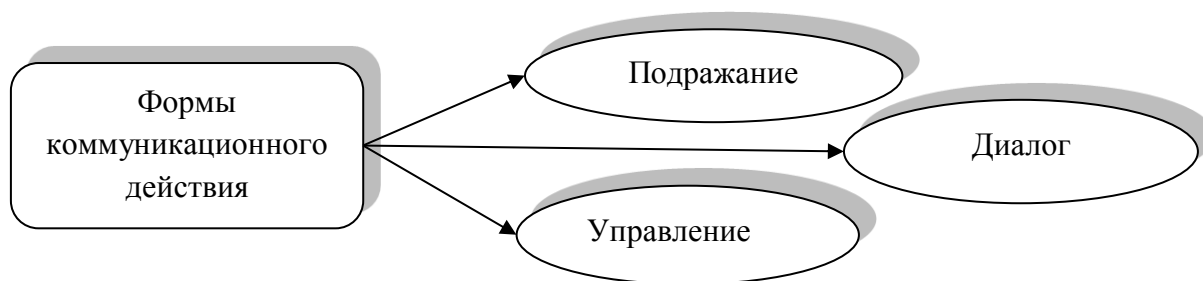 Формы
коммуникационного
действия
Подражание
Диалог
Управление